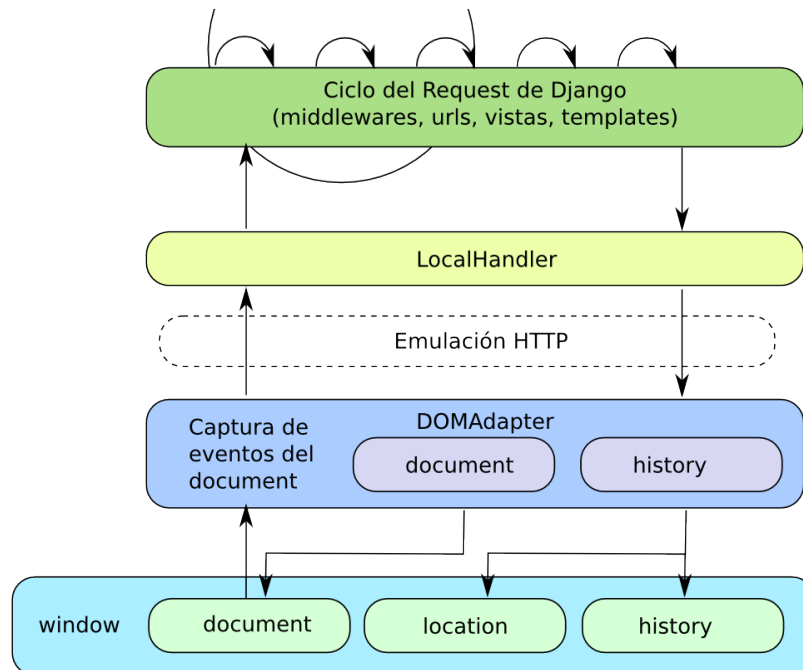 Ciclo del Request de Django
(middlewares, urls, vistas, templates)
LocalHandler
Emulación HTTP
DOMAdapter
Captura de
eventos del
document
document
history
window
document
location
history